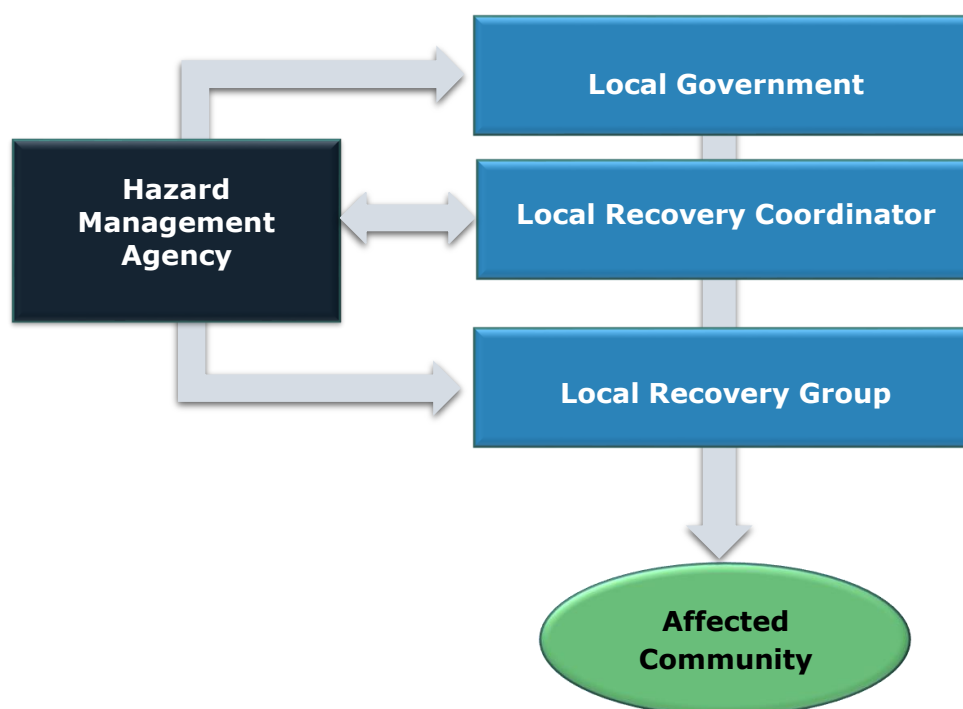 Local Government
Hazard
Management
Agency
Local Recovery Coordinator
Local Recovery Group
Affected
Community